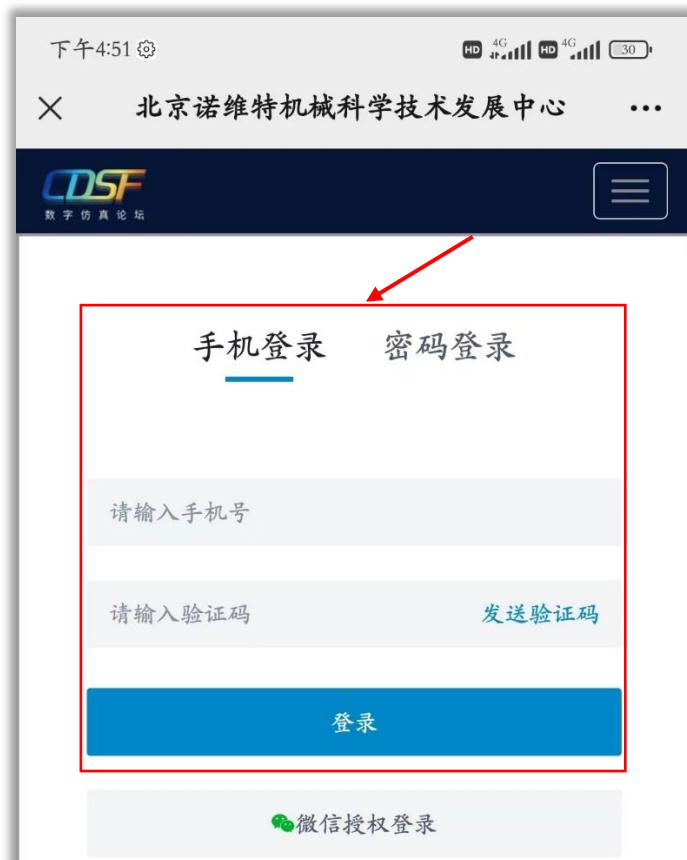 下午4:51 HD 4G HD 4G 30
北京诺维特机械科学技术发展中心
CDSF
数字仿真论坛
手机登录 密码登录
请输入手机号
请输入验证码 发送验证码
登录
微信授权登录